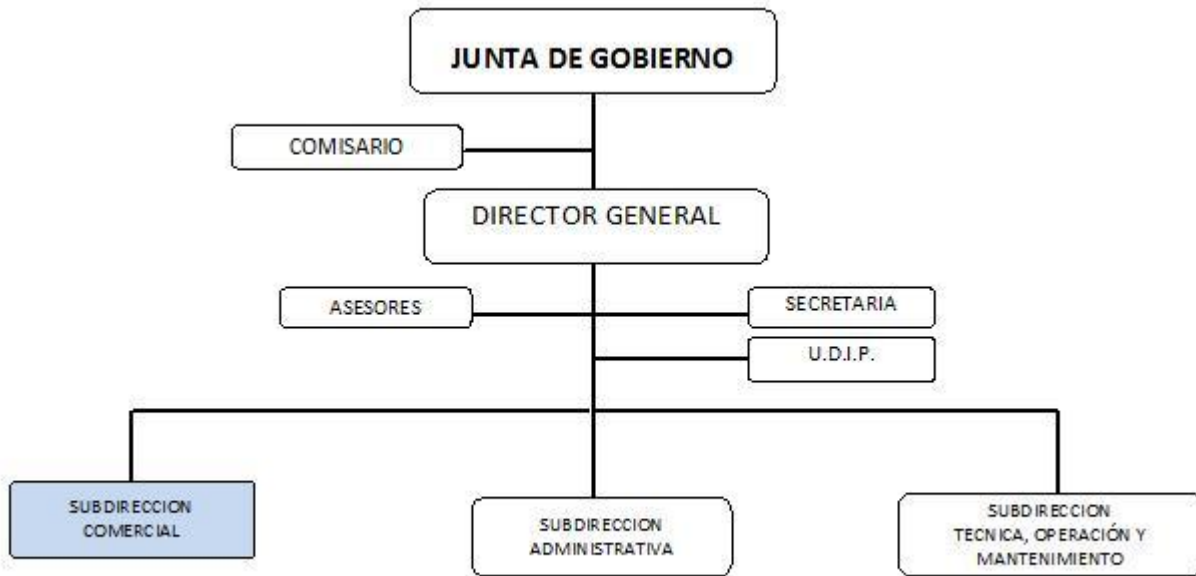 JUNTA DE GOBIERNO
COMISARIO
DIRECTOR GENERAL
ASESORES
SECRETARIA
U.D.I.P.
SUBDIRECCION
COMERCIAL
SUBDIRECCION
ADMINISTRATIVA
SUBDIRECCION
TECNICA, OPERACIÓN Y
MANTENIMIENTO